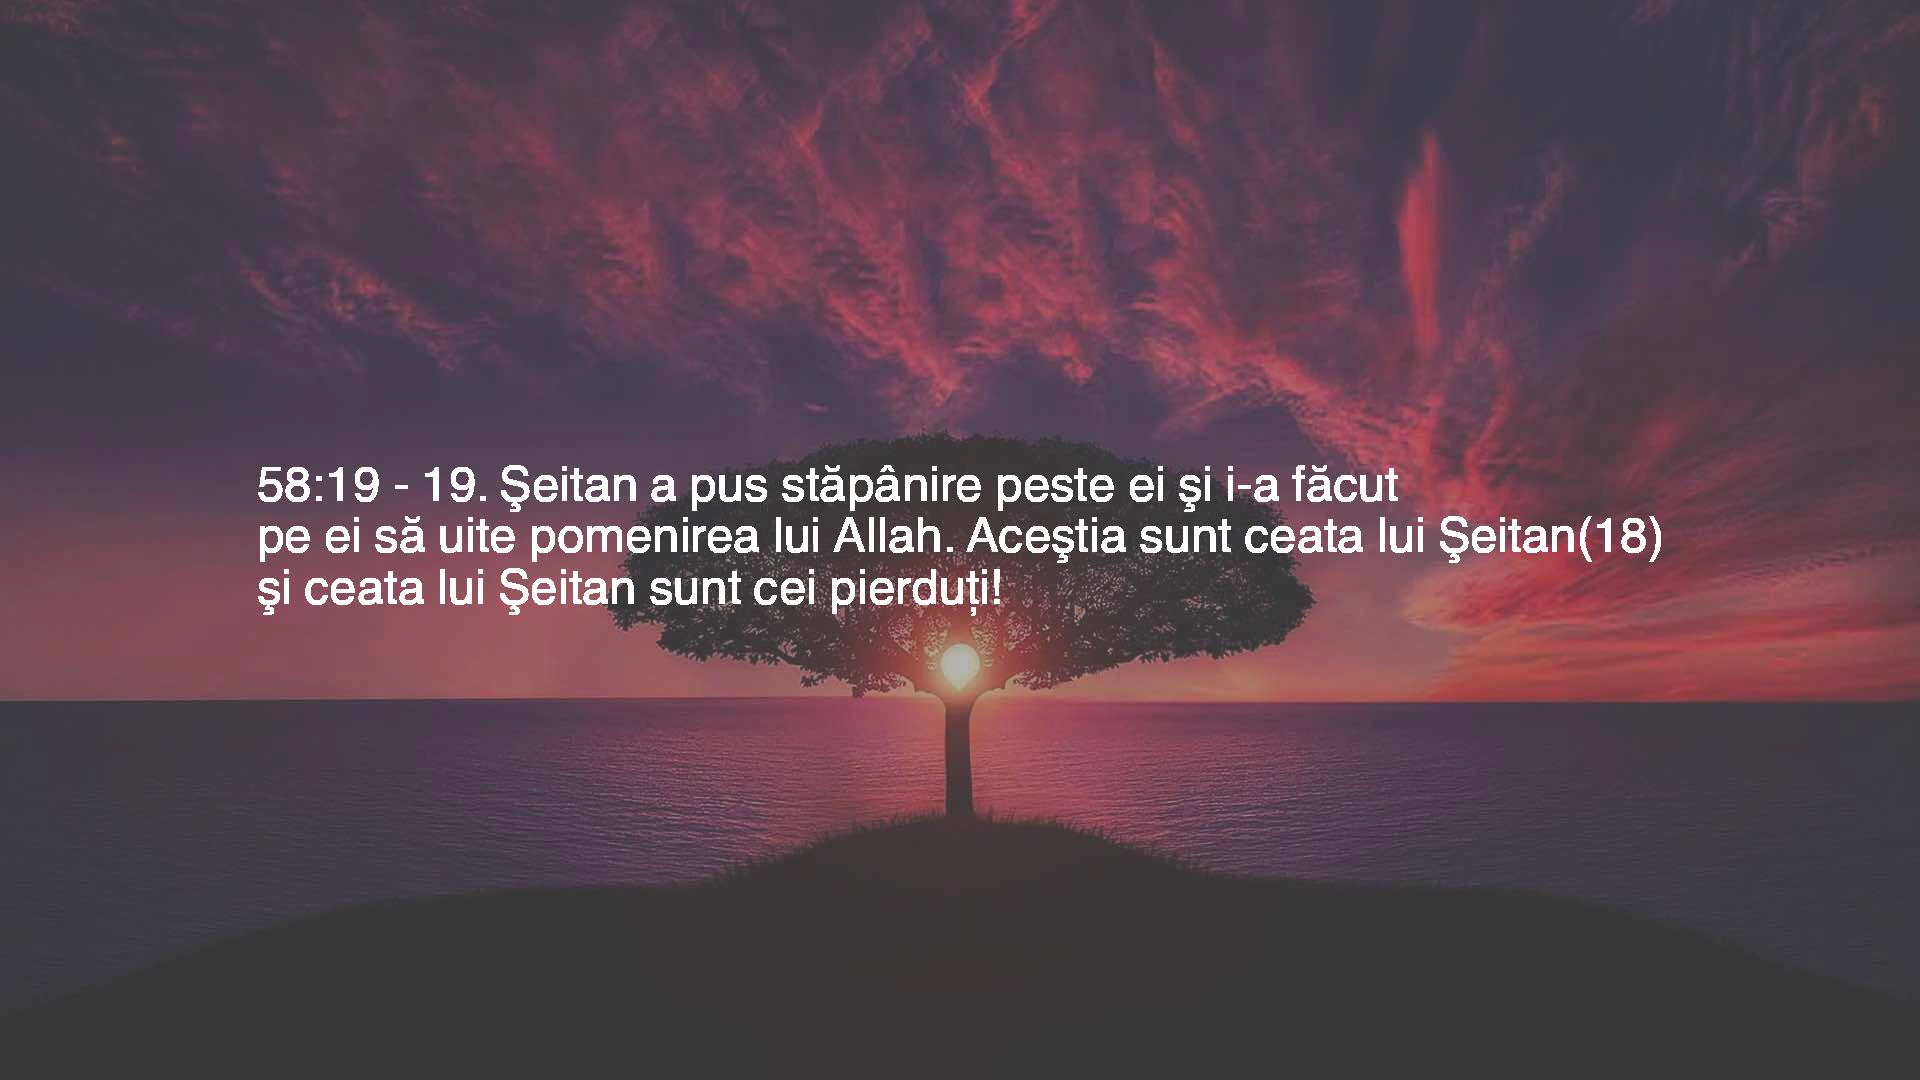 58:19 - 19. Şeitan a pus stăpânire peste ei şi i-a făcut
pe ei să uite pomenirea lui Allah. Aceştia sunt ceata lui Şeitan(18)
şi ceata lui Şeitan sunt cei pierduţi!